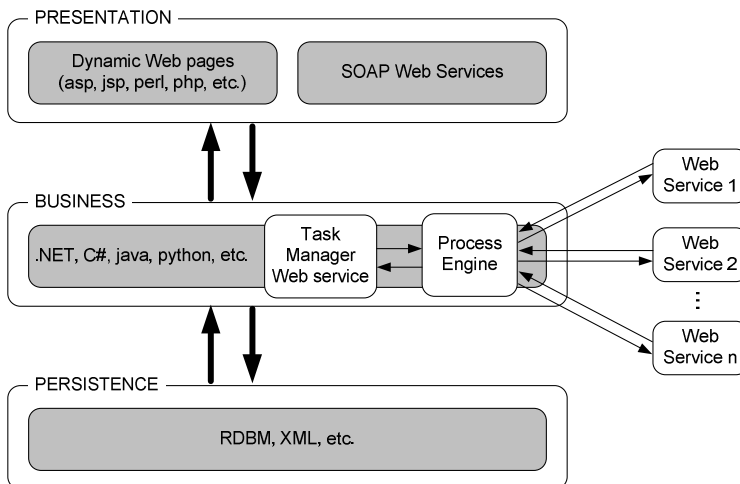 PRESENTATION
Dynamic Web pages
(asp, jsp, perl, php, etc.)
SOAP Web Services
BUSINESS
.NET, C#, java, python, etc.
Task
Manager
Web service
Process
Engine
Web
Service 1
Web
Service 2
...
Web
Service n
PERSISTENCE
RDBM, XML, etc.